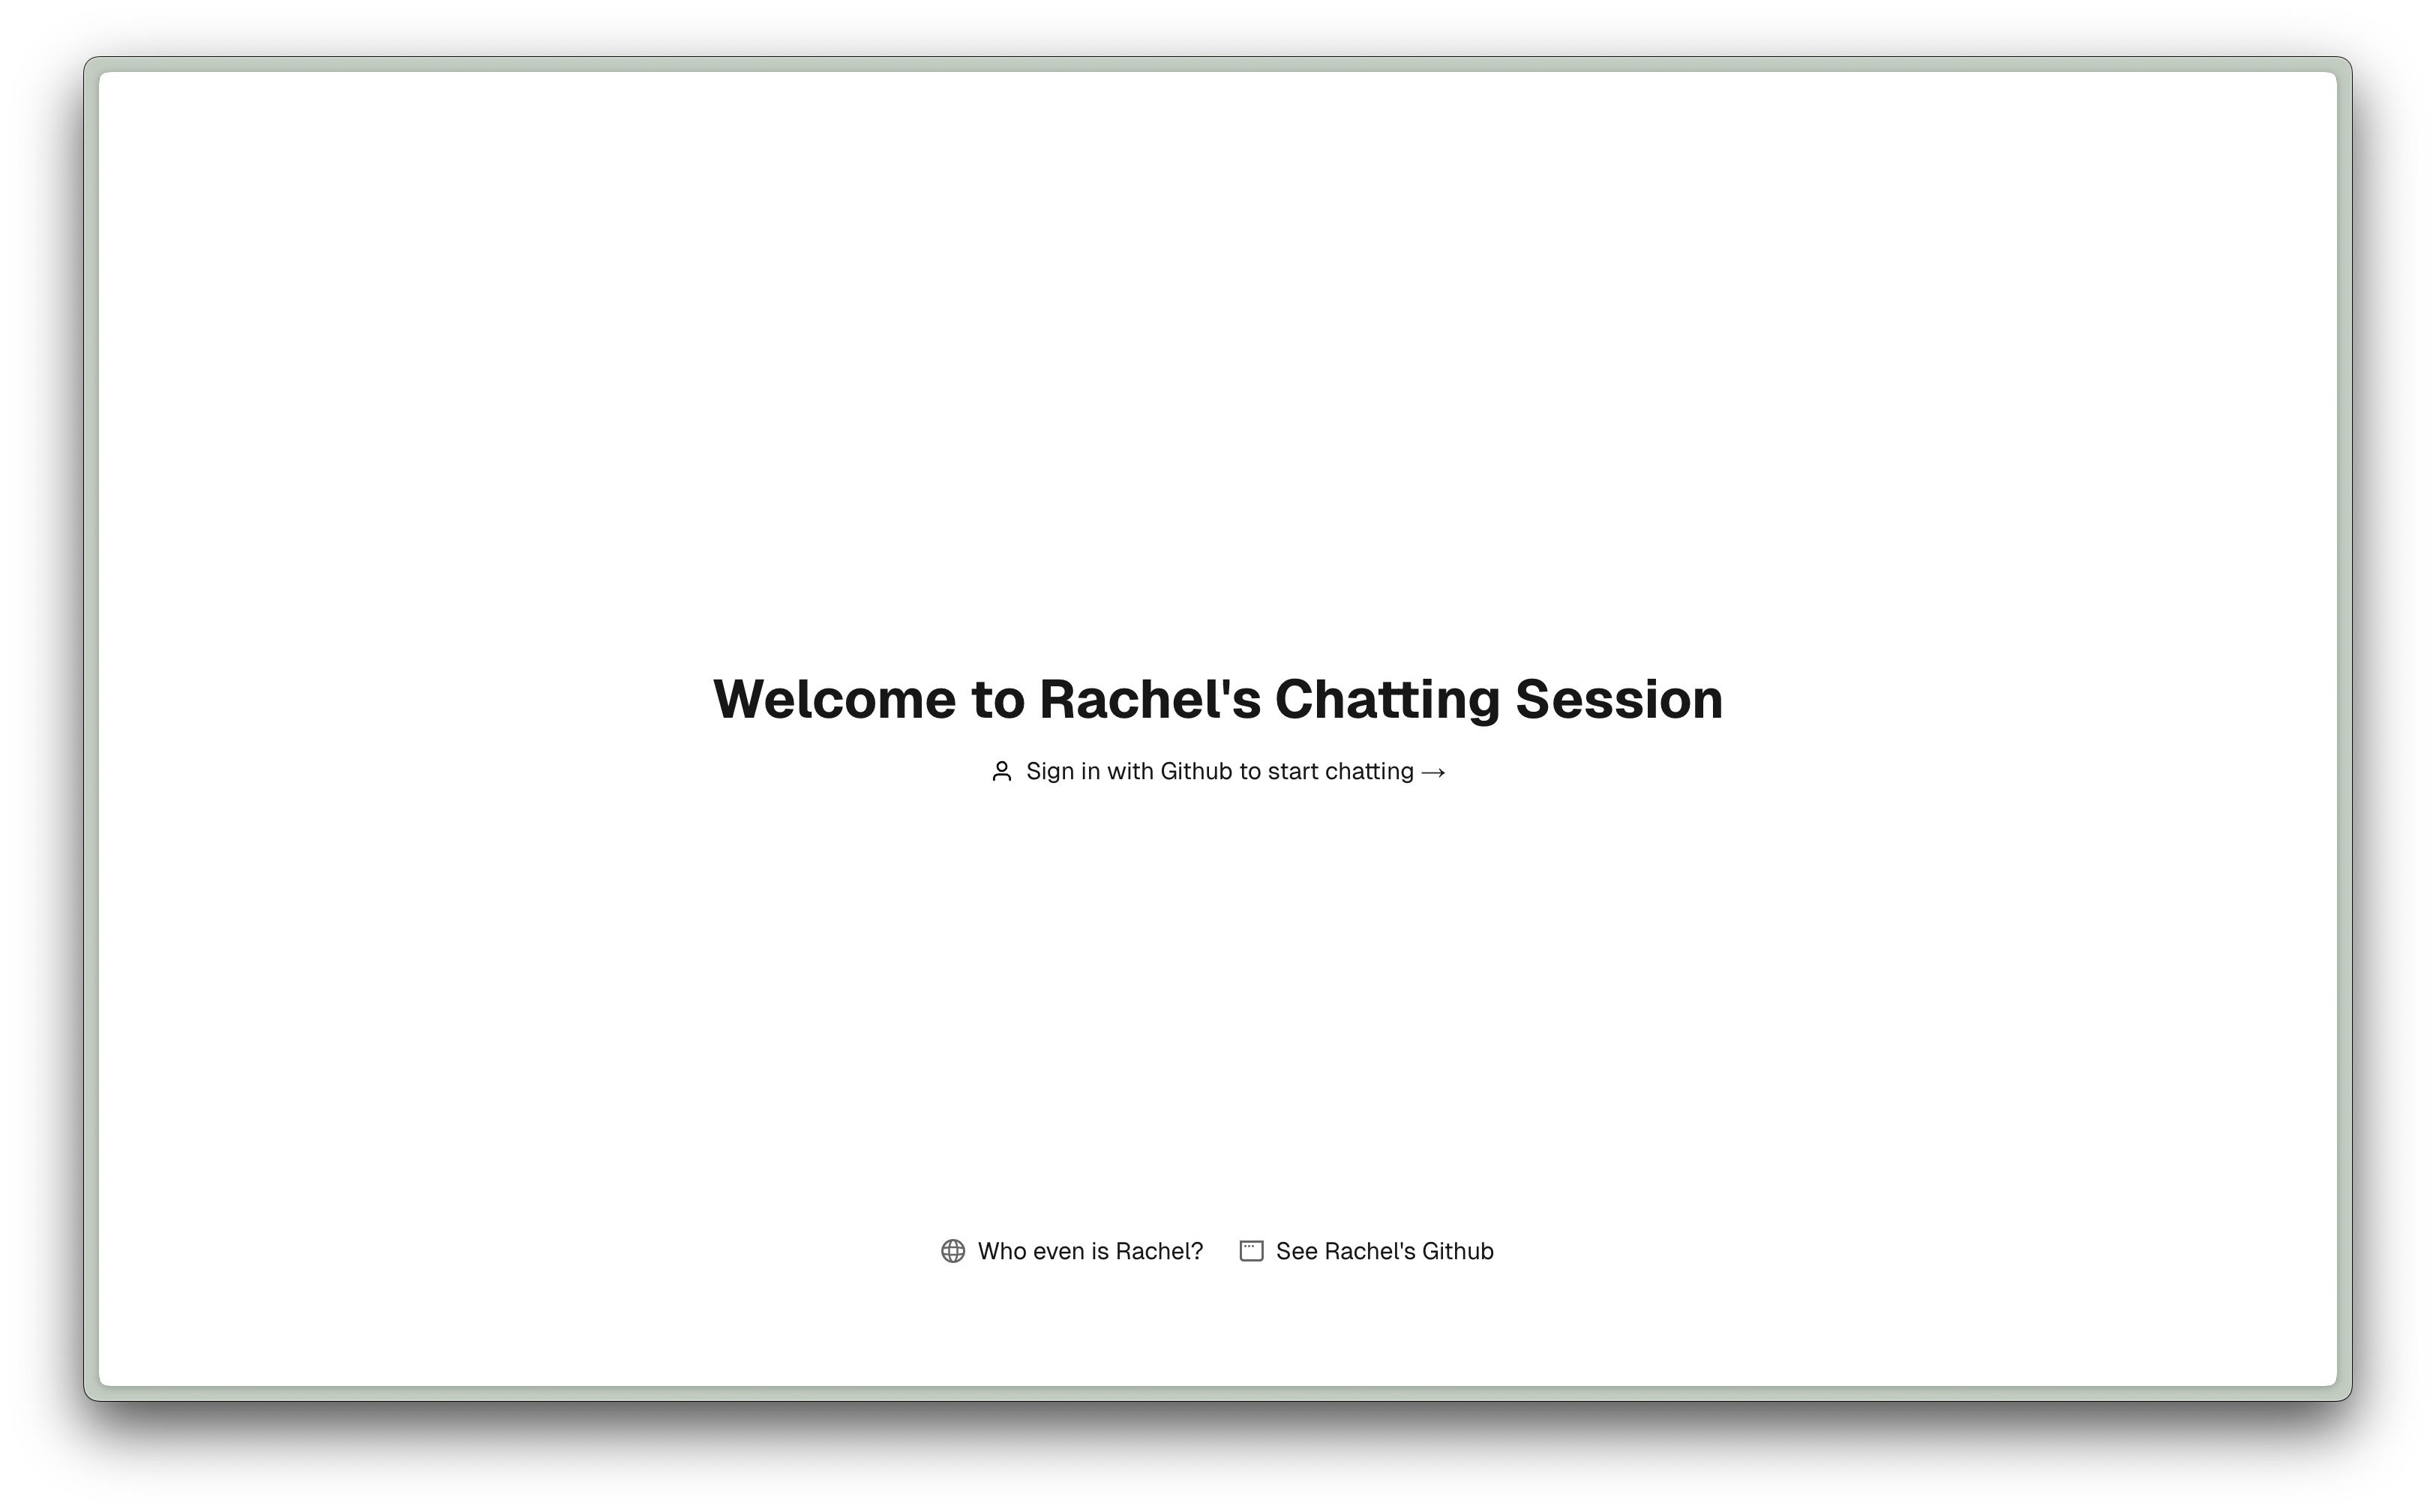 Welcome to Rachel's Chatting Session
Sign in with Github to start chatting →
Who even is Rachel? See Rachel's Github